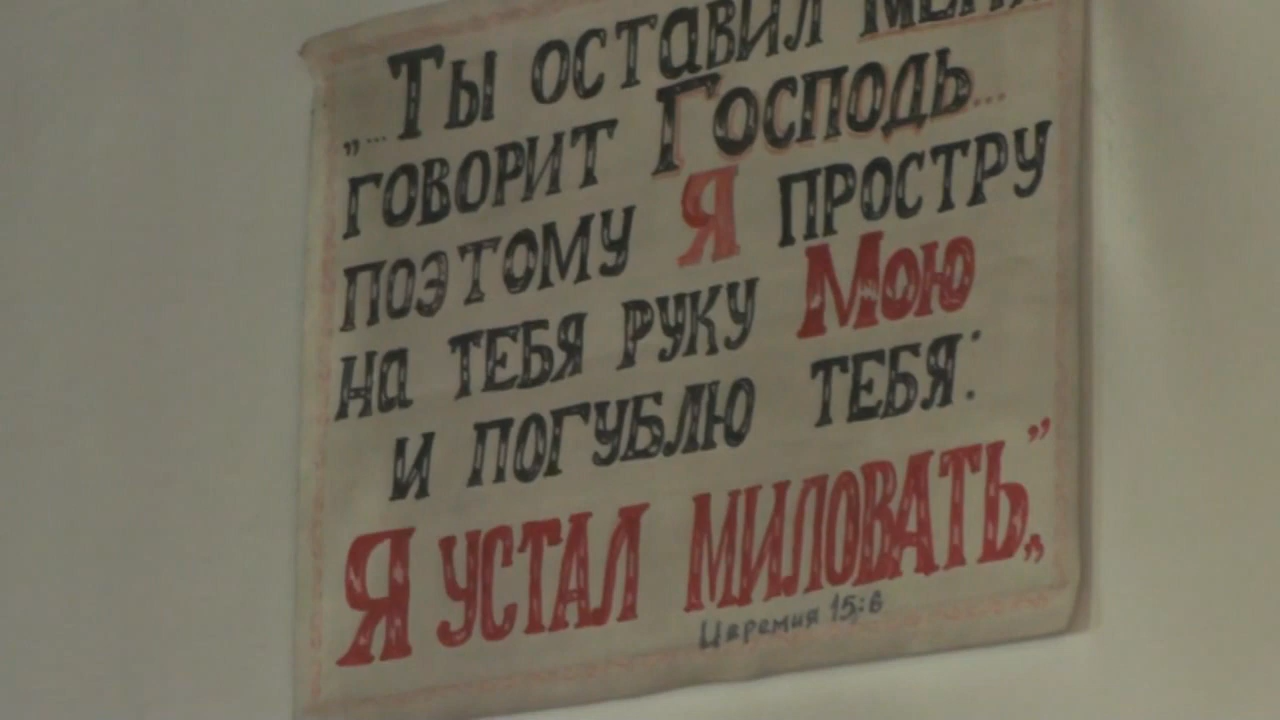 „...Ты оставил меня
говорит Господь...
поэтому Я простру
на тебя руку Мою
и погублю тебя:
Я УСТАЛ МИЛОВАТЬ,„”
Иеремия 15:6